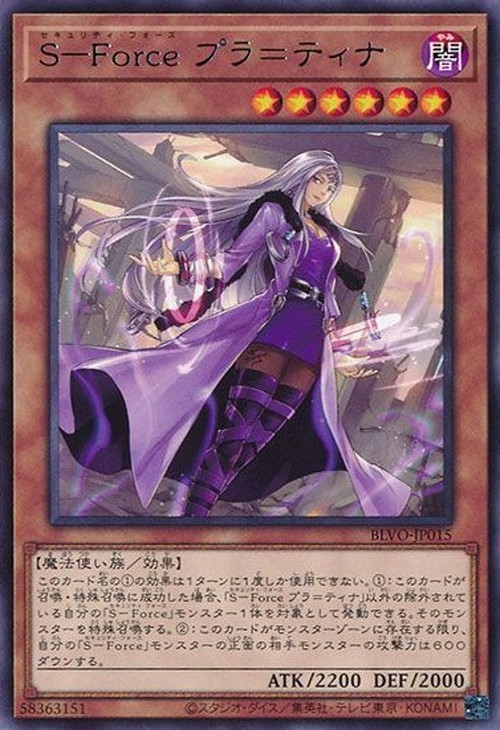 セキュリティ・フォース
S-Force プラ=ティナ
やみ
闇
BLVO-JP015
【魔法使い族/効果】
このカード名の①の効果は1ターンに1度しか使用できない。①:このカードが
召喚・特殊召喚に成功した場合、「S-Force プラ=ティナ」以外の除外されて
いる自分の「S-Force」モンスター1体を対象として発動できる。そのモン
スターを特殊召喚する。②:このカードがモンスターゾーンに存在する限り、
自分の「S-Force」モンスターの正面の相手モンスターの攻撃力は600
ダウンする。
ATK/2200 DEF/2000
58363151
©スタジオ・ダイス/集英社・テレビ東京・KONAMI